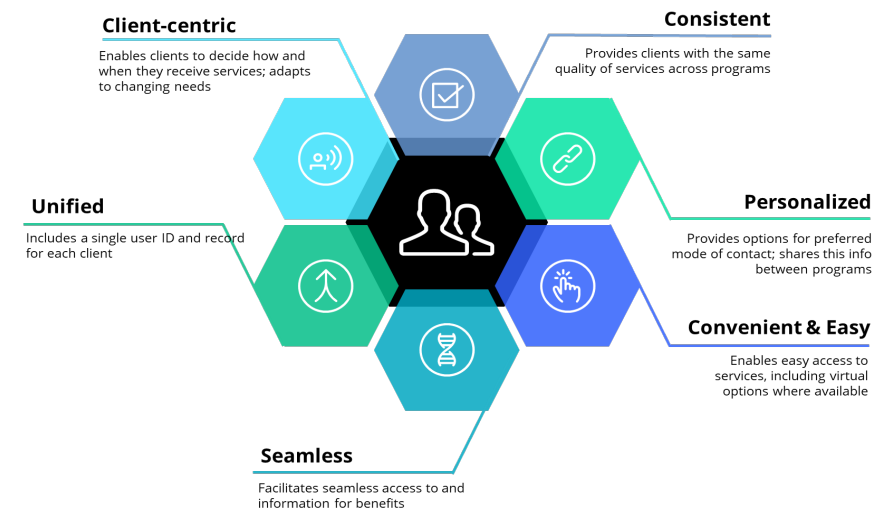 Client-centric
Enables clients to decide how and
when they receive services; adapts
to changing needs
Consistent
Provides clients with the same
quality of services across programs
Unified
Includes a single user ID and record
for each client
Personalized
Provides options for preferred
mode of contact; shares this info
between programs
Convenient & Easy
Enables easy access to
services, including virtual
options where available
Seamless
Facilitates seamless access to and
information for benefits